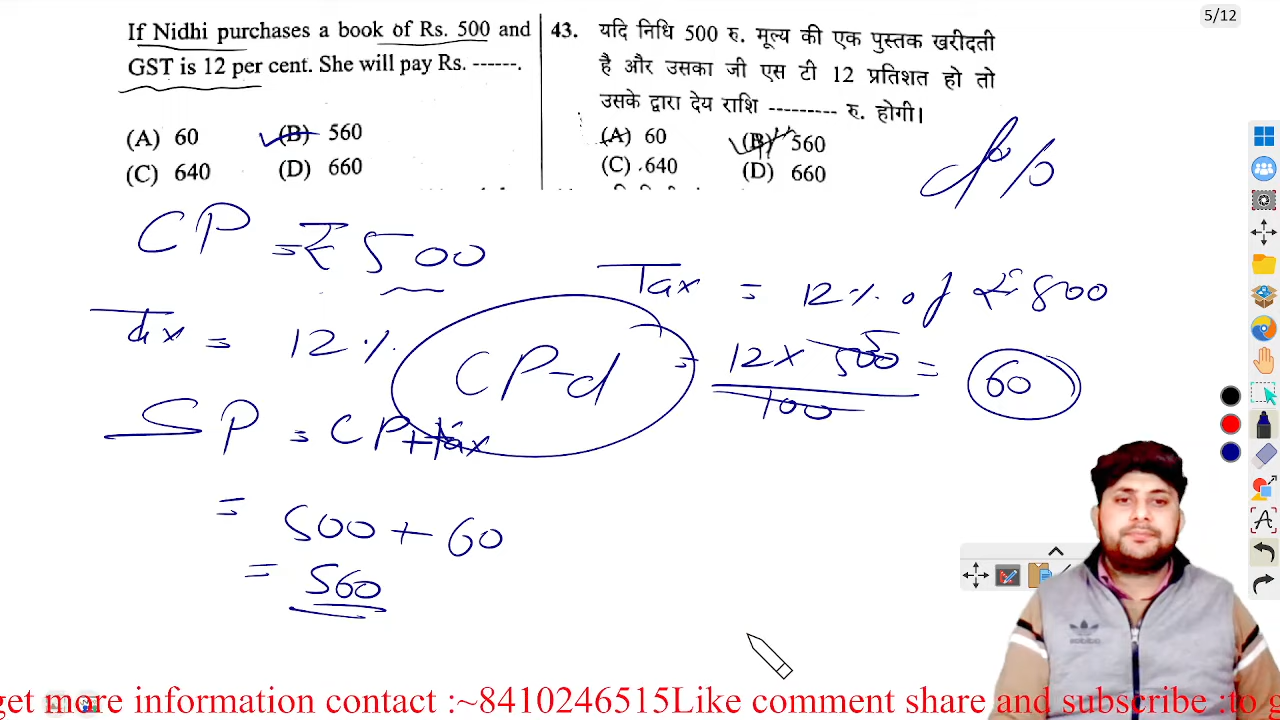 5/12
If Nidhi purchases a book of Rs. 500 and
GST is 12 per cent. She will pay Rs. ------.
(A) 60 (B) 560
(C) 640 (D) 660
43. यदि निधि 500 रु. मूल्य की एक पुस्तक खरीदती
है और उसका जी एस टी 12 प्रतिशत हो तो
उसके द्वारा देय राशि --------- रु. होगी।
(A) 60 (B) 560
(C) 640 (D) 660
CP = ₹ 500
Tax = 12 %.
SP = CP+tax
= 500 + 60
= 560
CP-d
Tax = 12 %. of ₹ 500
= 12 × 500 5 = 60
100
get more information contact :~8410246515Like comment share and subscribe :to g